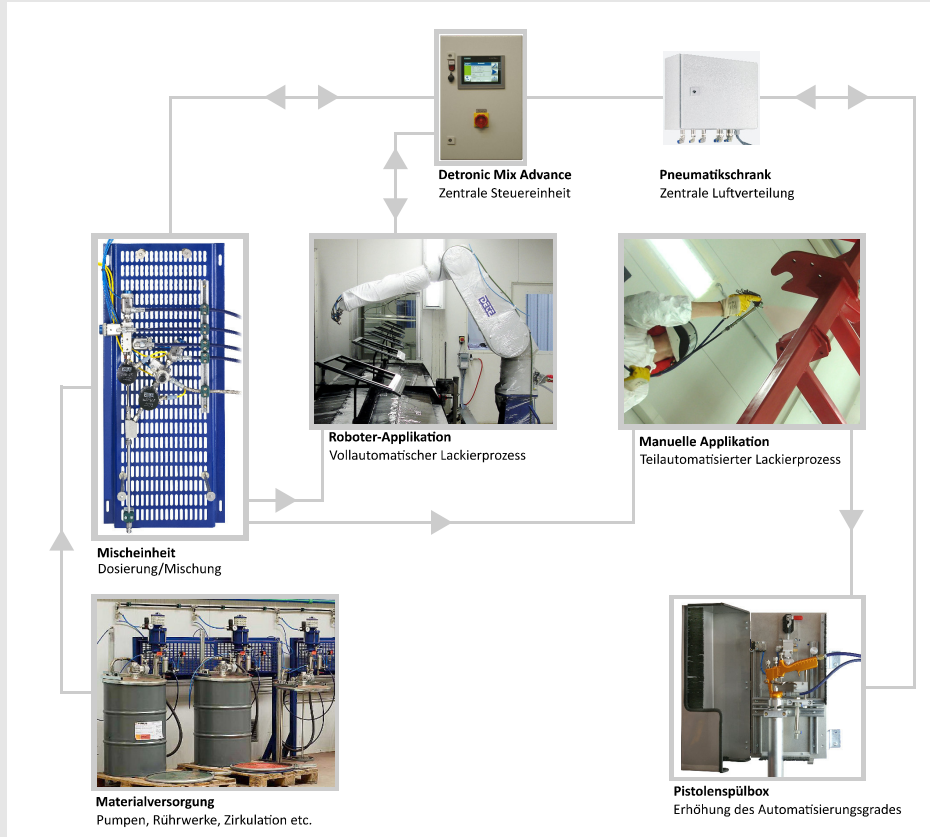 Detronic Mix Advance
Zentrale Steuereinheit
Pneumatikschrank
Zentrale Luftverteilung
DELE
Roboter-Applikation
Vollautomatischer Lackierprozess
Manuelle Applikation
Teilautomatisierter Lackierprozess
Mischeinheit
Dosierung/Mischung
Materialversorgung
Pumpen, Rührwerke, Zirkulation etc.
Pistolenspülbox
Erhöhung des Automatisierungsgrades